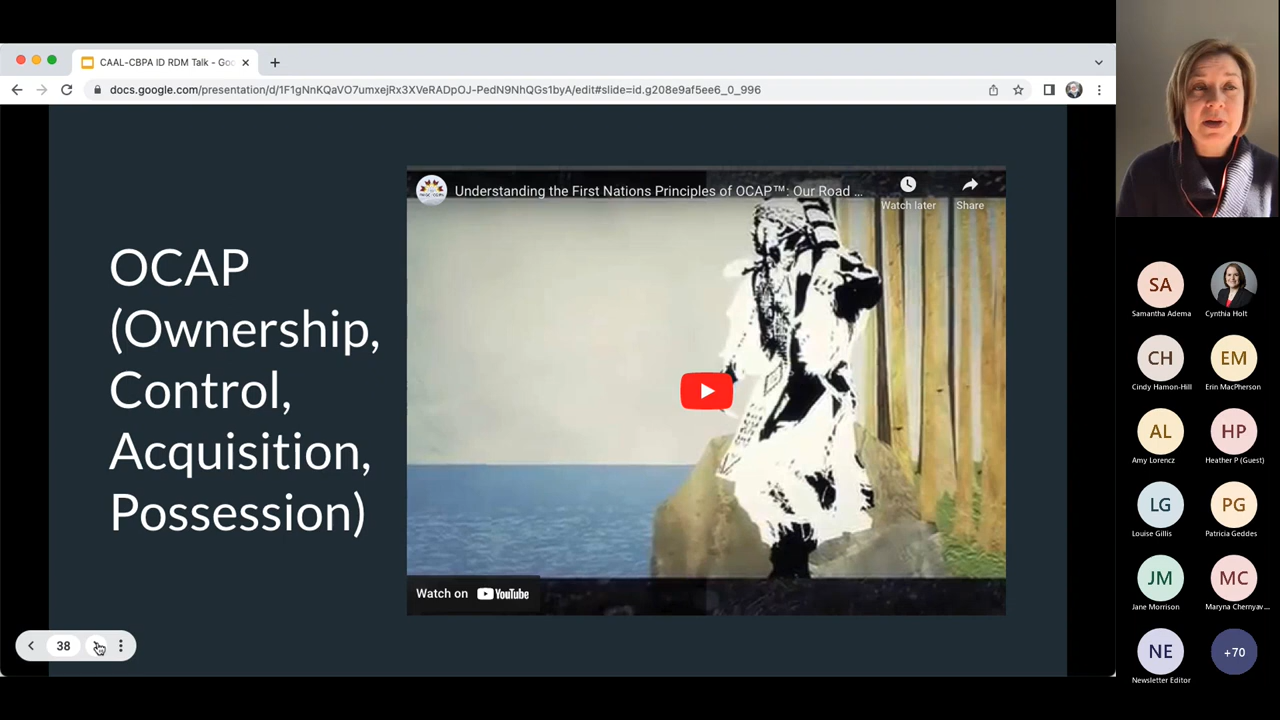 CAAL-CBPA ID RDM Talk - Goo
docs.google.com/presentation/d/1F1gNnKQaVO7umxejRx3XVeRADpOJ-PedN9NhQGs1byA/edit#slide=id.g208e9af5ee6_0_996
OCAP
(Ownership,
Control,
Acquisition,
Possession)
Understanding the First Nations Principles of OCAP™: Our Road ...
Watch later
Share
Watch on YouTube
38
SA
Samantha Adema
Cynthia Holt
CH
Cindy Hamon-Hill
EM
Erin MacPherson
AL
Amy Lorencz
HP
Heather P (Guest)
LG
Louise Gillis
PG
Patricia Geddes
JM
Jane Morrison
MC
Maryna Chernyav...
NE
Newsletter Editor
+70